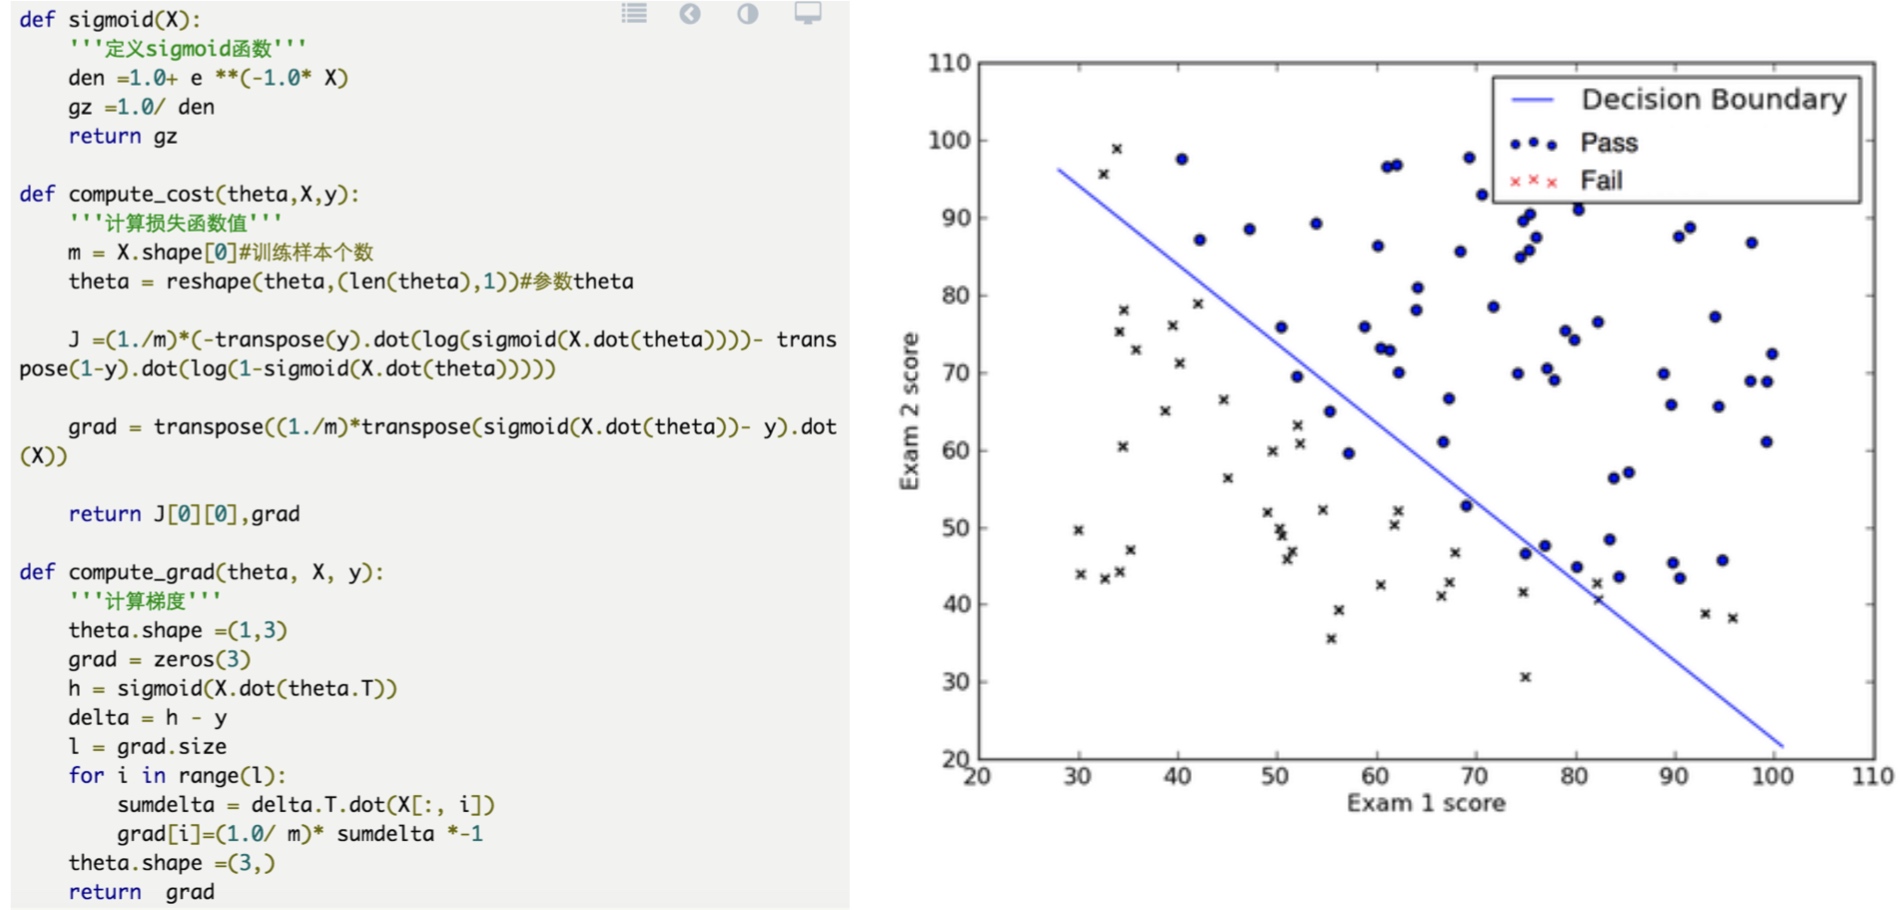 def sigmoid(X):
'''定义sigmoid函数'''
den =1.0+ e **(-1.0* X)
gz =1.0/ den
return gz
def compute_cost(theta,X,y):
'''计算损失函数值'''
m = X.shape[0]#训练样本个数
theta = reshape(theta,(len(theta),1))#参数theta
J =(1./m)*(-transpose(y).dot(log(sigmoid(X.dot(theta))))- trans
pose(1-y).dot(log(1-sigmoid(X.dot(theta)))))
grad = transpose((1./m)*transpose(sigmoid(X.dot(theta))- y).dot
(X))
return J[0][0],grad
def compute_grad(theta, X, y):
'''计算梯度'''
theta.shape =(1,3)
grad = zeros(3)
h = sigmoid(X.dot(theta.T))
delta = h - y
l = grad.size
for i in range(l):
sumdelta = delta.T.dot(X[:, i])
grad[i]=(1.0/ m)* sumdelta *-1
theta.shape =(3,)
return  grad
110
100
90
80
70
60
50
40
30
20
Exam 2 score
Decision Boundary
Pass
Fail
20 30 40 50 60 70 80 90 100 110
Exam 1 score